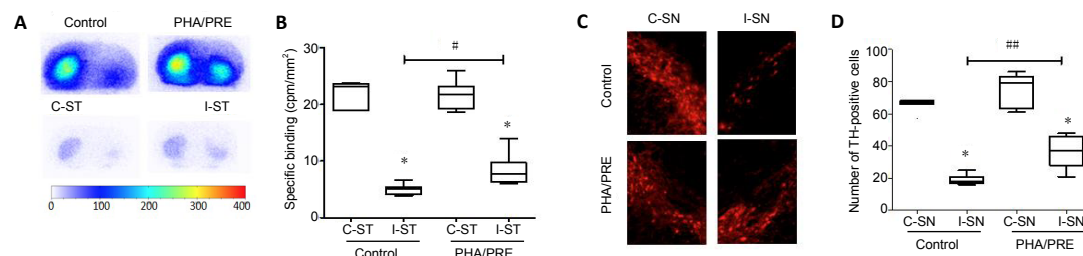 A
Control
PHA/PRE
C-ST
I-ST
0
100
200
300
400
B
Specific binding (cpm/mm²)
30
20
10
0
#
*
*
C-ST
I-ST
C-ST
I-ST
Control
PHA/PRE
C
C-SN
I-SN
Control
PHA/PRE
D
Number of TH-positive cells
100
80
60
40
20
0
##
*
*
C-SN
I-SN
C-SN
I-SN
Control
PHA/PRE